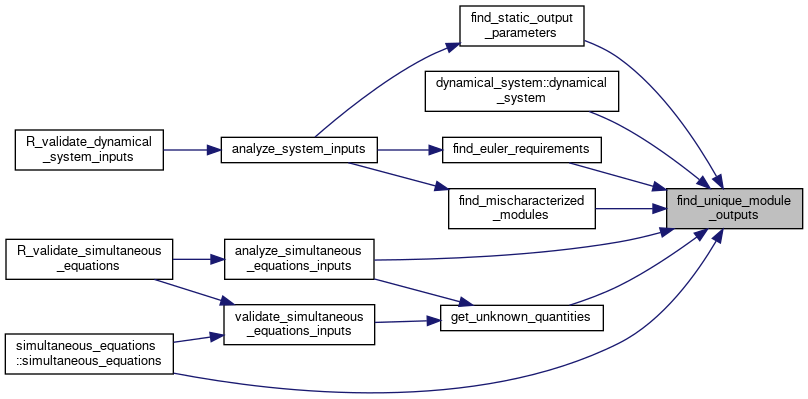 find_static_output
_parameters
dynamical_system::dynamical
_system
R_validate_dynamical
_system_inputs
analyze_system_inputs
find_euler_requirements
find_mischaracterized
_modules
find_unique_module
_outputs
R_validate_simultaneous
_equations
analyze_simultaneous
_equations_inputs
validate_simultaneous
_equations_inputs
get_unknown_quantities
simultaneous_equations
::simultaneous_equations